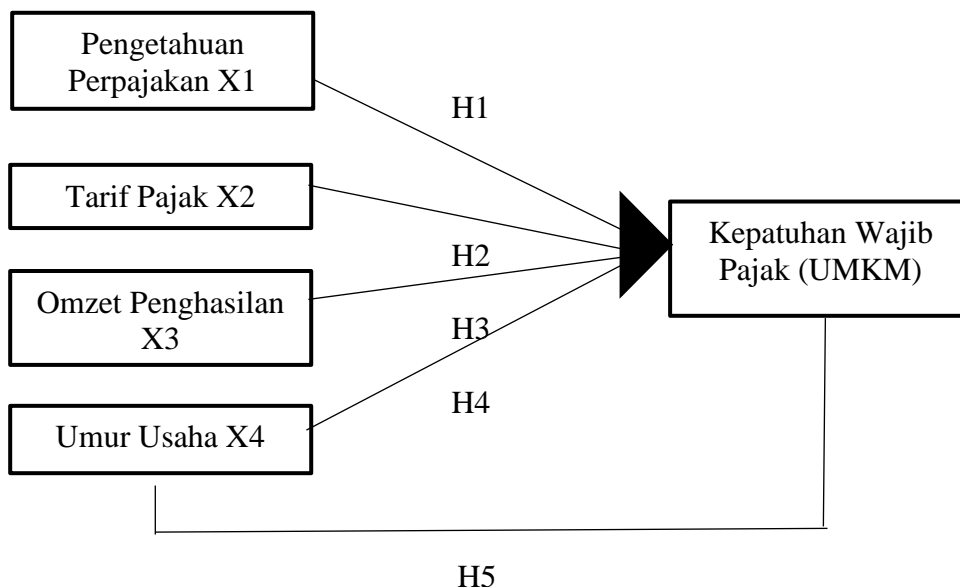 Pengetahuan
Perpajakan X1
H1
Tarif Pajak X2
Kepatuhan Wajib
Pajak (UMKM)
H2
Omzet Penghasilan
X3
H3
H4
Umur Usaha X4
H5